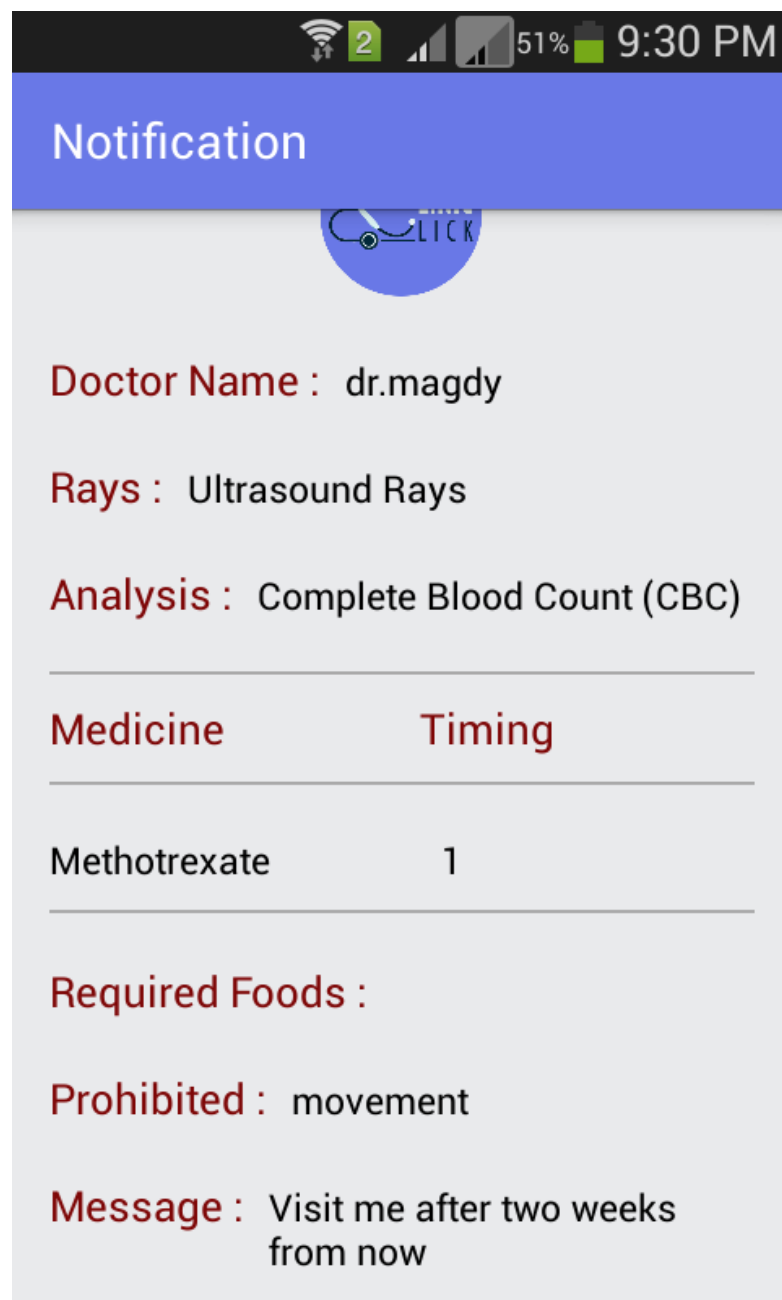 2 51% 9:30 PM
Notification
LICK
Doctor Name : dr.magdy
Rays : Ultrasound Rays
Analysis : Complete Blood Count (CBC)
Medicine Timing
Methotrexate 1
Required Foods :
Prohibited : movement
Message : Visit me after two weeks
from now